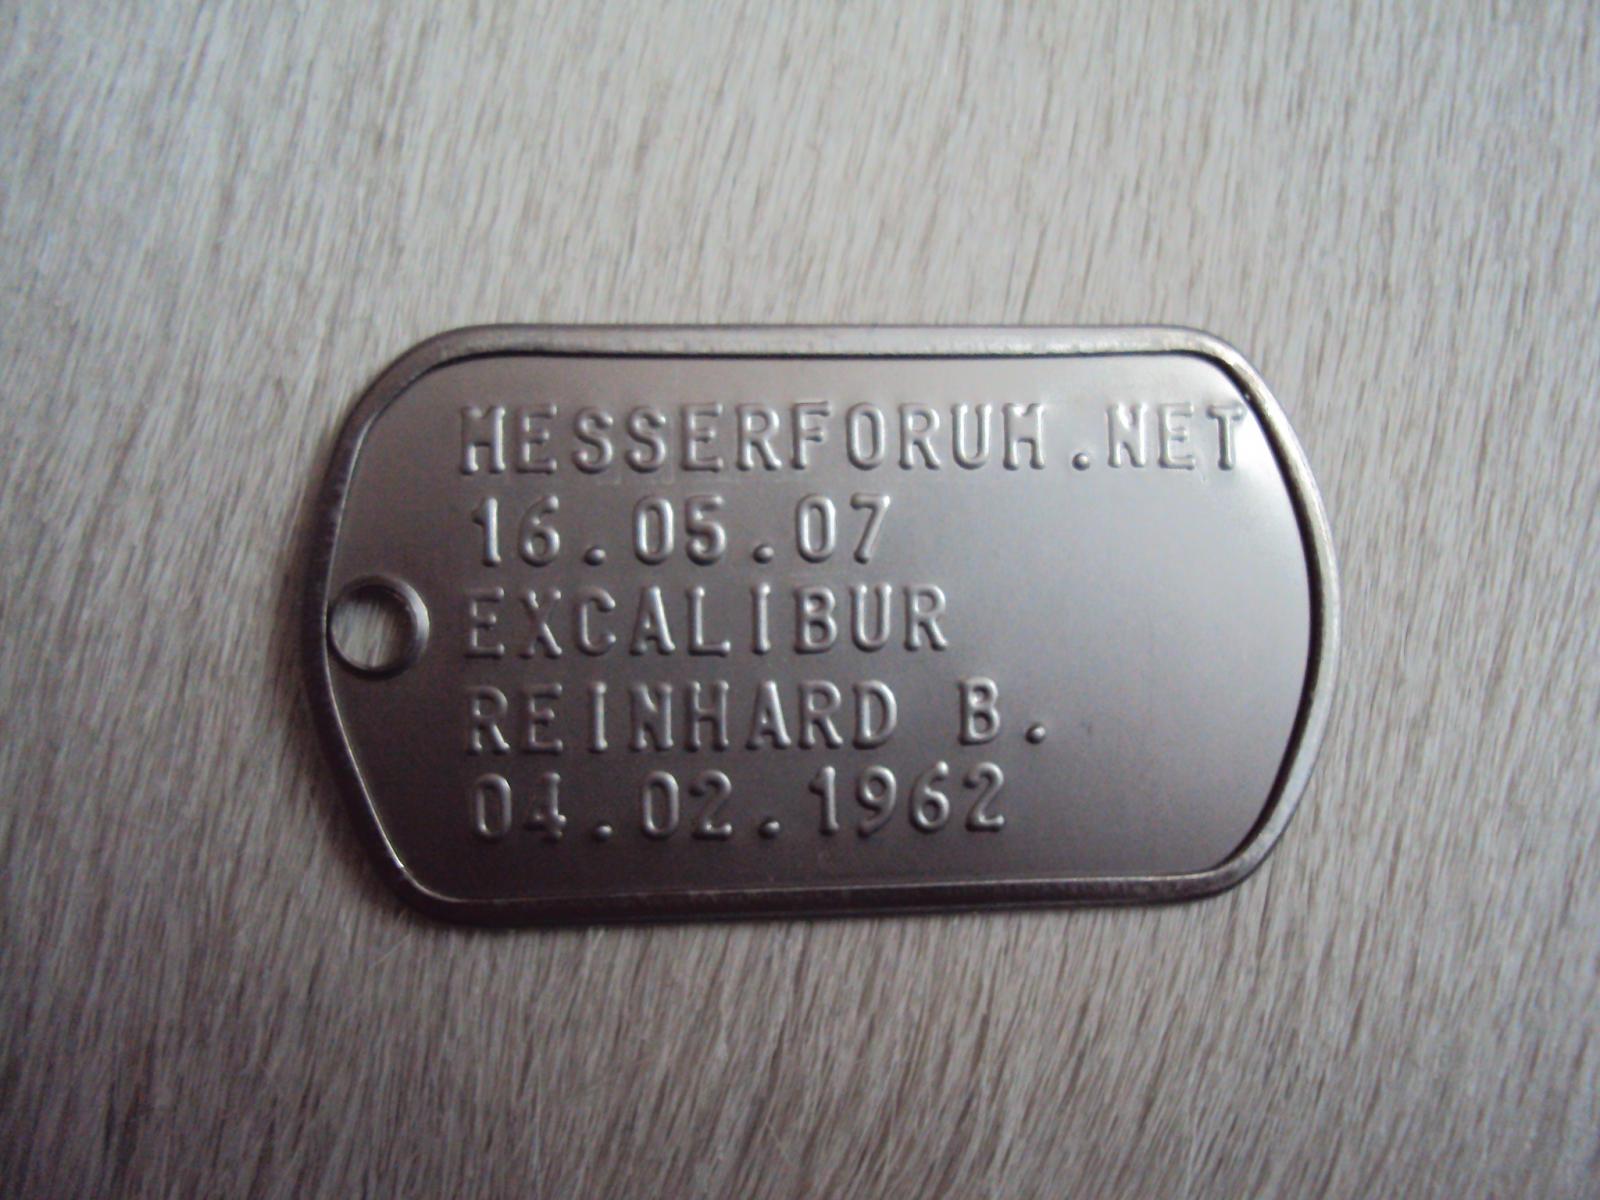 MESSERFORUM.NET
16.05.07
EXCALIBUR
REINHARD B.
04.02.1962